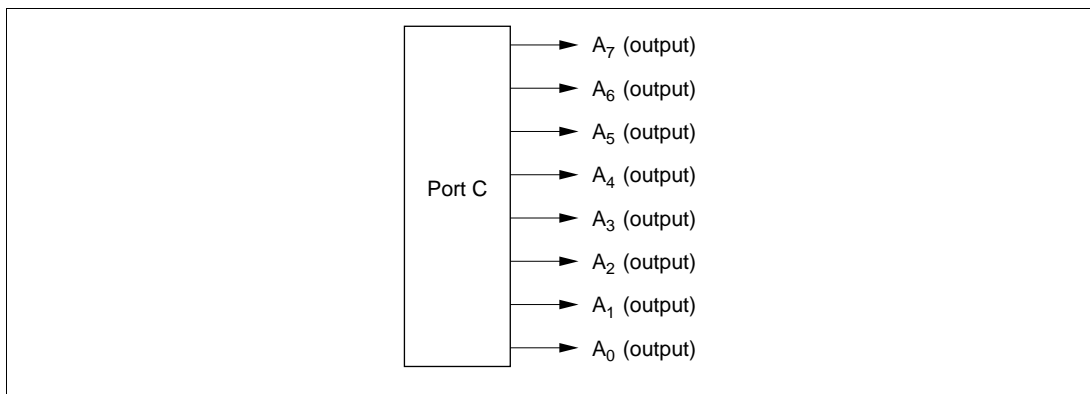 A7 (output)
A6 (output)
A5 (output)
A4 (output)
Port C
A3 (output)
A2 (output)
A1 (output)
A0 (output)